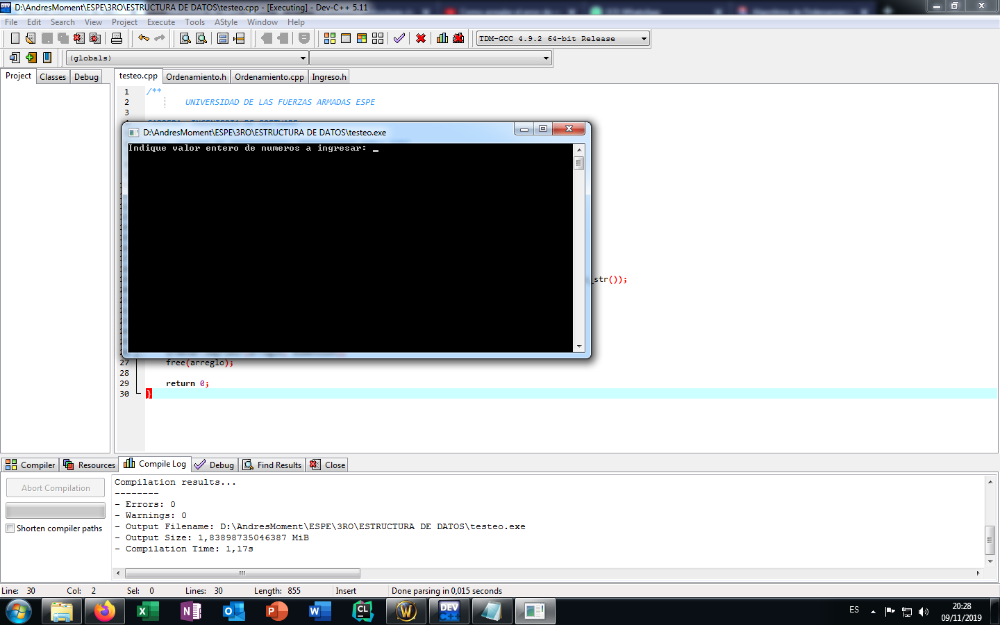 D:\AndresMoment\ESPE\3RO\ESTRUCTURA DE DATOS\testeo.cpp - [Executing] - Dev-C++ 5.11
File Edit Search View Project Execute Tools AStyle Window Help
TDM-GCC 4.9.2 64-bit Release
(globals)
Project Classes Debug
testeo.cpp Ordenamiento.h Ordenamiento.cpp Ingreso.h
1 /**
2 UNIVERSIDAD DE LAS FUERZAS ARMADAS ESPE
3
D:\AndresMoment\ESPE\3RO\ESTRUCTURA DE DATOS\testeo.exe
Indique valor entero de numeros a ingresar: _
_str());
27 free(arreglo);
28
29 return 0;
30 }
Compiler Resources Compile Log Debug Find Results Close
Abort Compilation
Shorten compiler paths
Compilation results...
--------
- Errors: 0
- Warnings: 0
- Output Filename: D:\AndresMoment\ESPE\3RO\ESTRUCTURA DE DATOS\testeo.exe
- Output Size: 1,83898735046387 MiB
- Compilation Time: 1,17s
Line: 30 Col: 2 Sel: 0 Lines: 30 Length: 855 Insert Done parsing in 0,015 seconds
ES
20:28
09/11/2019